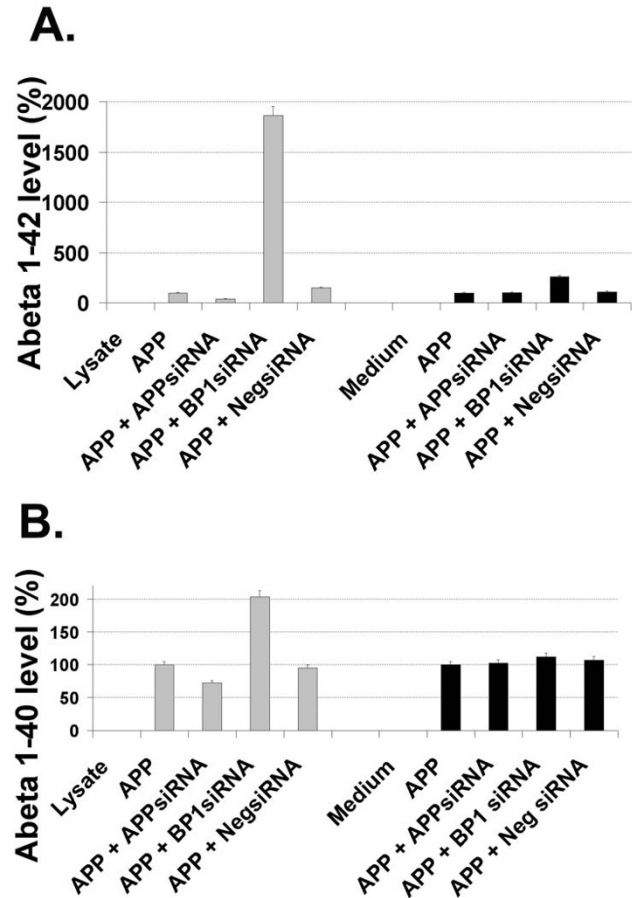 A.
Abeta 1-42 level (%)
2000
1500
1000
500
0
Lysate
APP
APP + APPsiRNA
APP + BP1siRNA
APP + NegsiRNA
Medium
APP
APP + APPsiRNA
APP + BP1siRNA
APP + NegsiRNA
B.
Abeta 1-40 level (%)
200
150
100
50
0
Lysate
APP
APP + APPsiRNA
APP + BP1siRNA
APP + NegsiRNA
Medium
APP
APP + APPsiRNA
APP + BP1 siRNA
APP + Neg siRNA